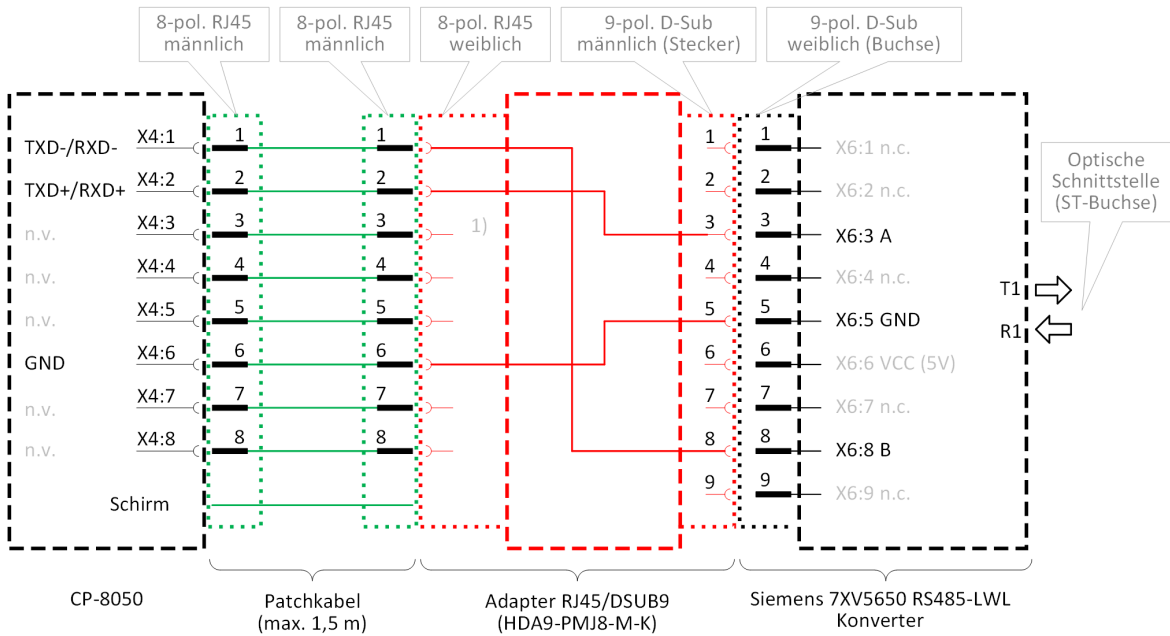 8-pol. RJ45
männlich
8-pol. RJ45
männlich
8-pol. RJ45
weiblich
9-pol. D-Sub
männlich (Stecker)
9-pol. D-Sub
weiblich (Buchse)
Optische
Schnittstelle
(ST-Buchse)
TXD-/RXD- X4:1 1 1 1 1 X6:1 n.c.
TXD+/RXD+ X4:2 2 2 2 2 X6:2 n.c.
n.v. X4:3 3 3 1) 3 3 X6:3 A
n.v. X4:4 4 4 4 4 X6:4 n.c.
T1
n.v. X4:5 5 5 5 5 X6:5 GND
R1
GND X4:6 6 6 6 6 X6:6 VCC (5V)
n.v. X4:7 7 7 7 7 X6:7 n.c.
n.v. X4:8 8 8 8 8 X6:8 B
9 9 X6:9 n.c.
Schirm
CP-8050
Patchkabel
(max. 1,5 m)
Adapter RJ45/DSUB9
(HDA9-PMJ8-M-K)
Siemens 7XV5650 RS485-LWL
Konverter